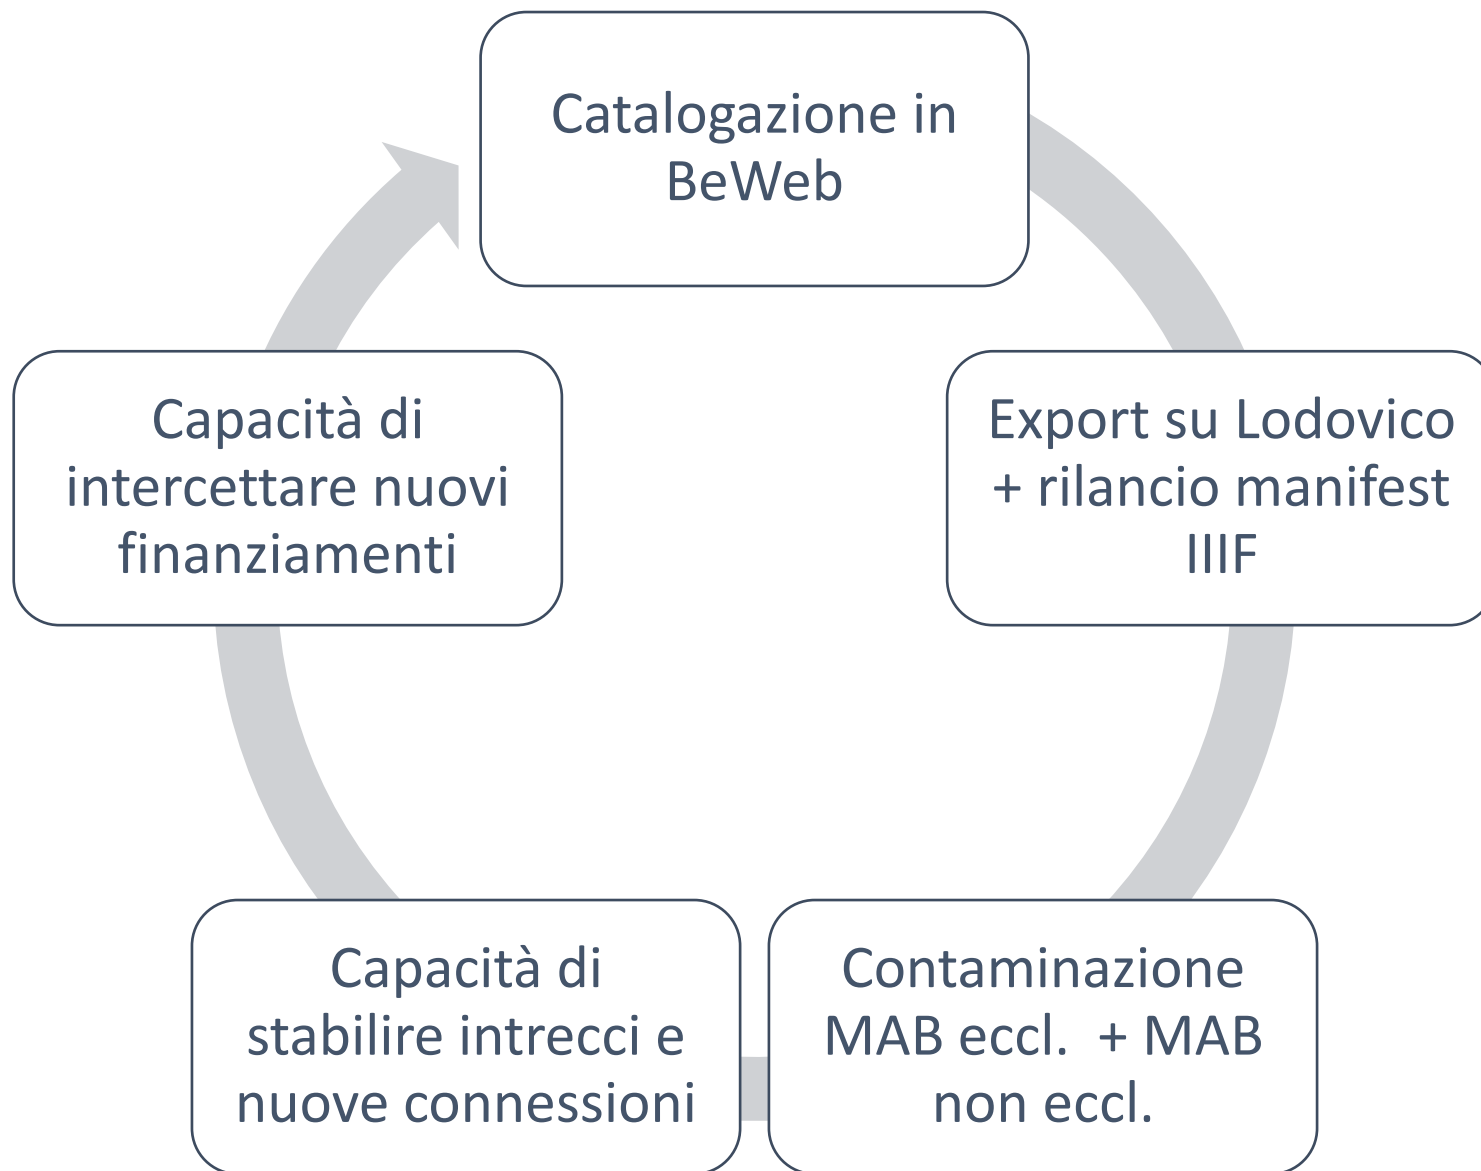 Catalogazione in
BeWeb
Export su Lodovico
+ rilancio manifest
IIIF
Contaminazione
MAB eccl.  + MAB
non eccl.
Capacità di
stabilire intrecci e
nuove connessioni
Capacità di
intercettare nuovi
finanziamenti